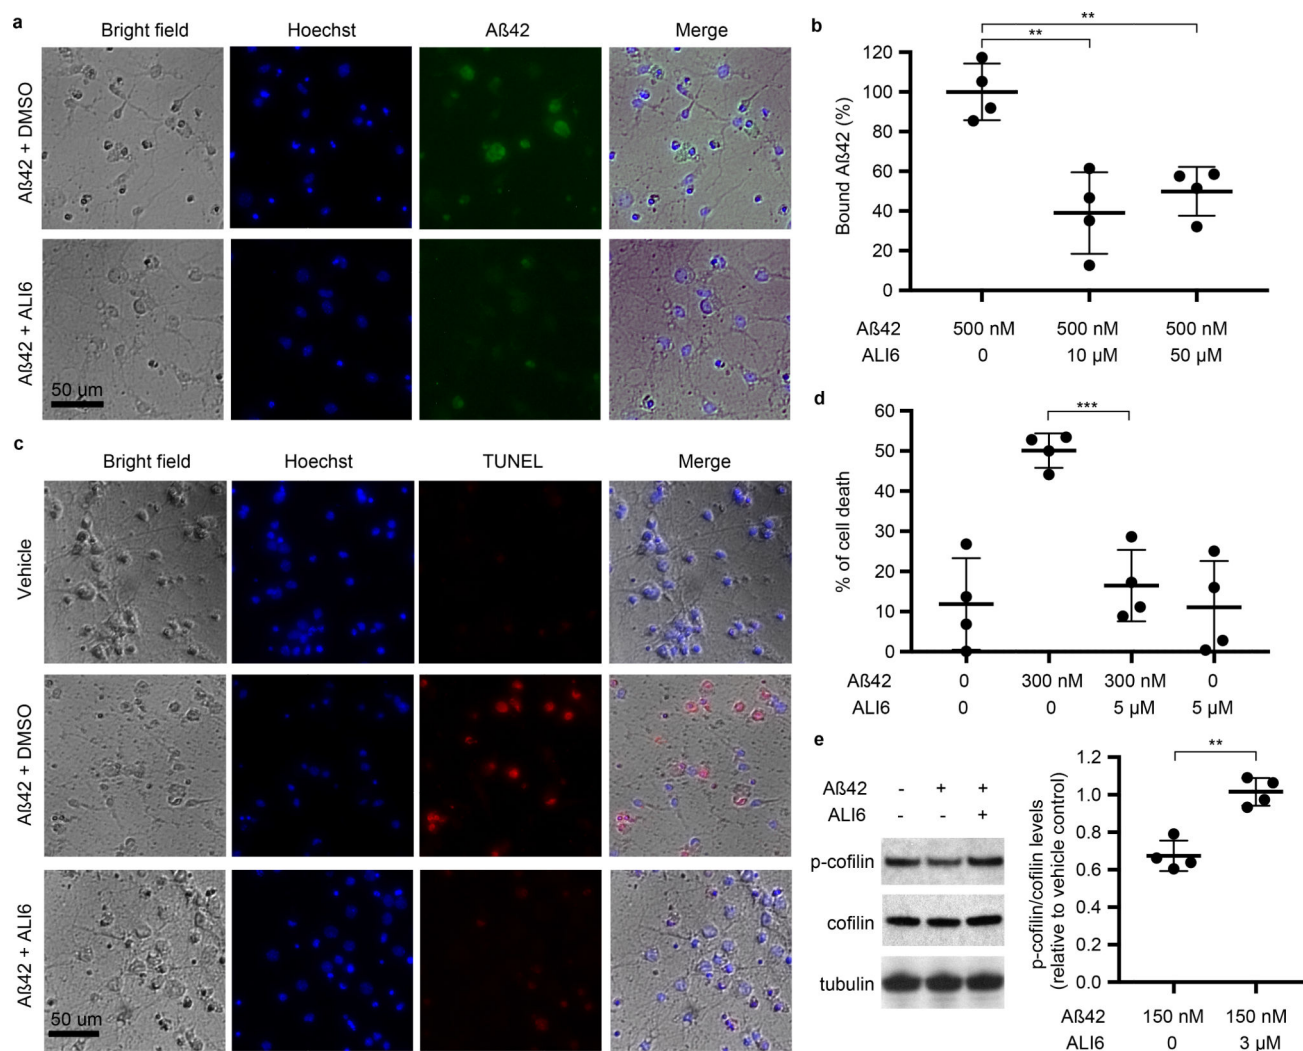 a
Bright field Hoechst Aß42 Merge
Aß42 + DMSO
Aß42 + ALI6
50 um
b
** **
Bound Aß42 (%)
120
100
80
60
40
20
0
Aß42 500 nM 500 nM 500 nM
ALI6 0 10 µM 50 µM
c
Bright field Hoechst TUNEL Merge
Vehicle
Aß42 + DMSO
Aß42 + ALI6
50 um
d
***
% of cell death
60
50
40
30
20
10
0
Aß42 0 300 nM 300 nM 0
ALI6 0 0 5 µM 5 µM
e
Aß42 - + +
ALI6 - - +
p-cofilin
cofilin
tubulin
**
p-cofilin/cofilin levels
(relative to vehicle control)
1.2
1.0
0.8
0.6
0.4
0.2
0.0
Aß42 150 nM 150 nM
ALI6 0 3 µM